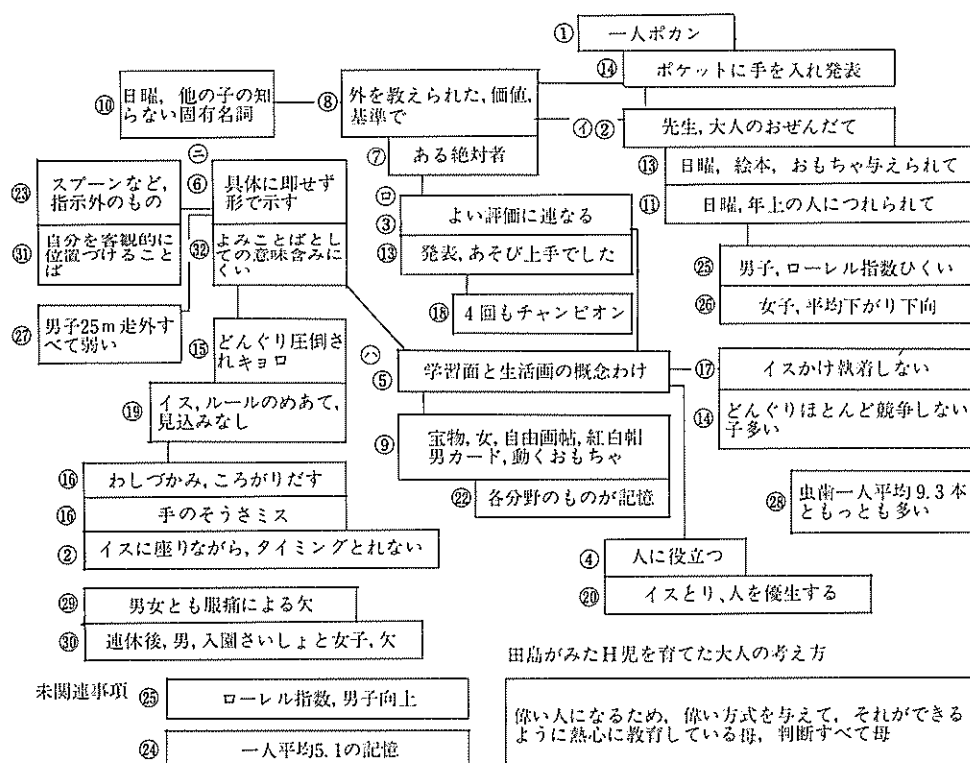 ① 一人ポカン
⑭ ポケットに手を入れ発表
⑩ 日曜，他の子の知
らない固有名詞
⑧ 外を教えられた，価値，
基準で
㋑② 先生，大人のおぜんだて
⑦ ある絶対者
⑬ 日曜，絵本，おもちゃ与えられて
⑪ 日曜，年上の人につれられて
㋥
㉓ スプーンなど，
指示外のもの
⑥ 具体に即せず
形で示す
㋺
③ よい評価に連なる
⑬ 発表，あそび上手でした
㉛ 自分を客観的に
位置づけることば
㉜ よみことばとし
ての意味含みに
くい
㉕ 男子，ローレル指数ひくい
㉖ 女子，平均下がり下向
⑱ 4回もチャンピオン
㉗ 男子25m走外す
べて弱い
⑮ どんぐり圧倒さ
れキョロ
㋩
⑤ 学習面と生活画の概念わけ
⑰ イスかけ執着しない
⑭ どんぐりほとんど競争しない
子多い
⑲ イス，ルールのめあて，
見込みなし
⑨ 宝物，女，自由画帖，紅白帽
男カード，動くおもちゃ
㉒ 各分野のものが記憶
⑯ わしづかみ，ころがりだす
⑯ 手のそうさミス
② イスに座りながら，タイミングとれない
㉘ 虫歯一人平均9.3本
ともっとも多い
④ 人に役立つ
⑳ イスとり、人を優生する
㉙ 男女とも服痛による欠
㉚ 連休後，男，入園さいしょと女子，欠
田島がみたH児を育てた大人の考え方
偉い人になるため，偉い方式を与えて，それができる
ように熱心に教育している母，判断すべて母
未関連事項
㉕ ローレル指数，男子向上
㉔ 一人平均5.1の記憶